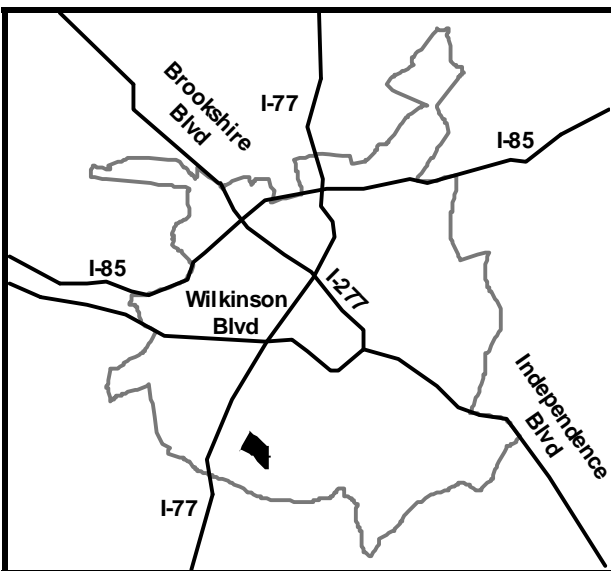 Brookshire
Blvd
I-77
I-85
I-85
Wilkinson
Blvd
I-277
Independence
Blvd
I-77